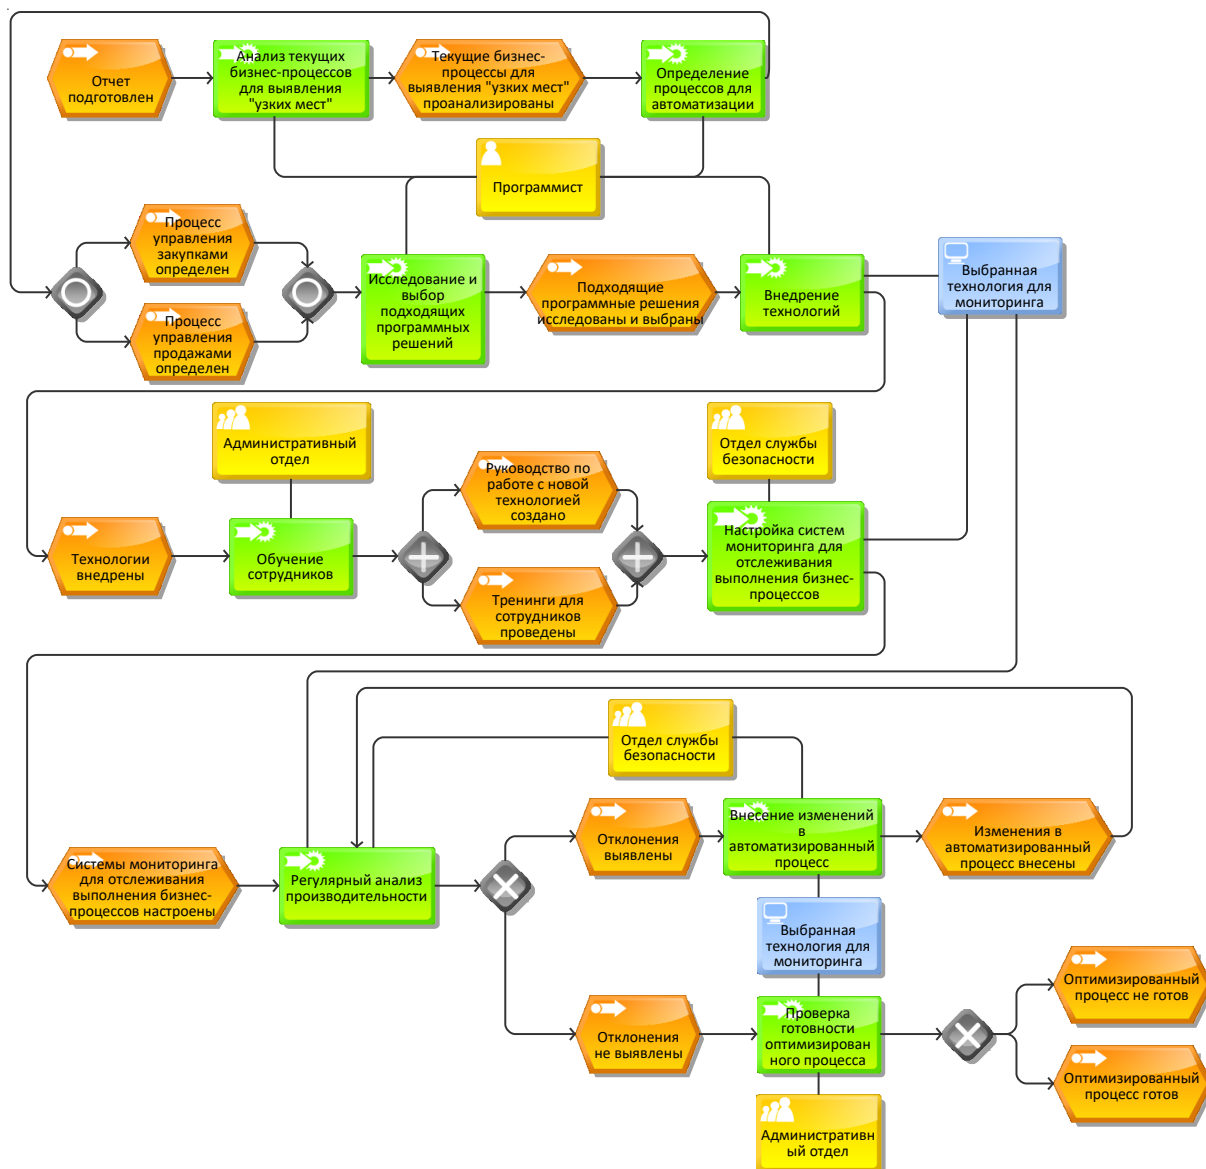 Отчет
подготовлен
Анализ текущих
бизнес-процессов
для выявления
"узких мест"
Текущие бизнес-
процессы для
выявления "узких мест"
проанализированы
Определение
процессов для
автоматизации
Программист
Процесс
управления
закупками
определен
Процесс
управления
продажами
определен
Исследование и
выбор
подходящих
программных
решений
Подходящие
программные решения
исследованы и выбраны
Внедрение
технологий
Выбранная
технология для
мониторинга
Административный
отдел
Отдел службы
безопасности
Технологии
внедрены
Обучение
сотрудников
Руководство по
работе с новой
технологией
создано
Тренинги для
сотрудников
проведены
Настройка систем
мониторинга для
отслеживания
выполнения бизнес-
процессов
Отдел службы
безопасности
Системы мониторинга
для отслеживания
выполнения бизнес-
процессов настроены
Регулярный анализ
производительности
Отклонения
выявлены
Внесение изменений
в
автоматизированный
процесс
Изменения в
автоматизированный
процесс внесены
Выбранная
технология для
мониторинга
Отклонения
не выявлены
Проверка
готовности
оптимизирован
ного процесса
Оптимизированный
процесс не готов
Оптимизированный
процесс готов
Административн
ый отдел